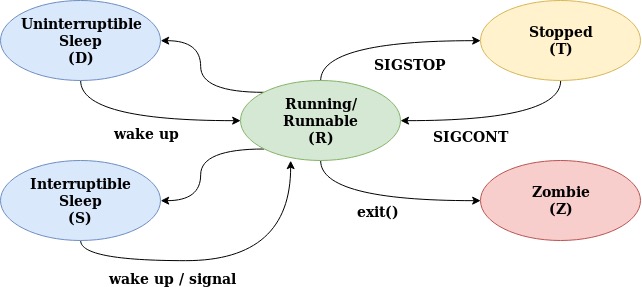 Uninterruptible
Sleep
(D)
Stopped
(T)
SIGSTOP
Running/
Runnable
(R)
wake up
SIGCONT
Interruptible
Sleep
(S)
Zombie
(Z)
exit()
wake up / signal